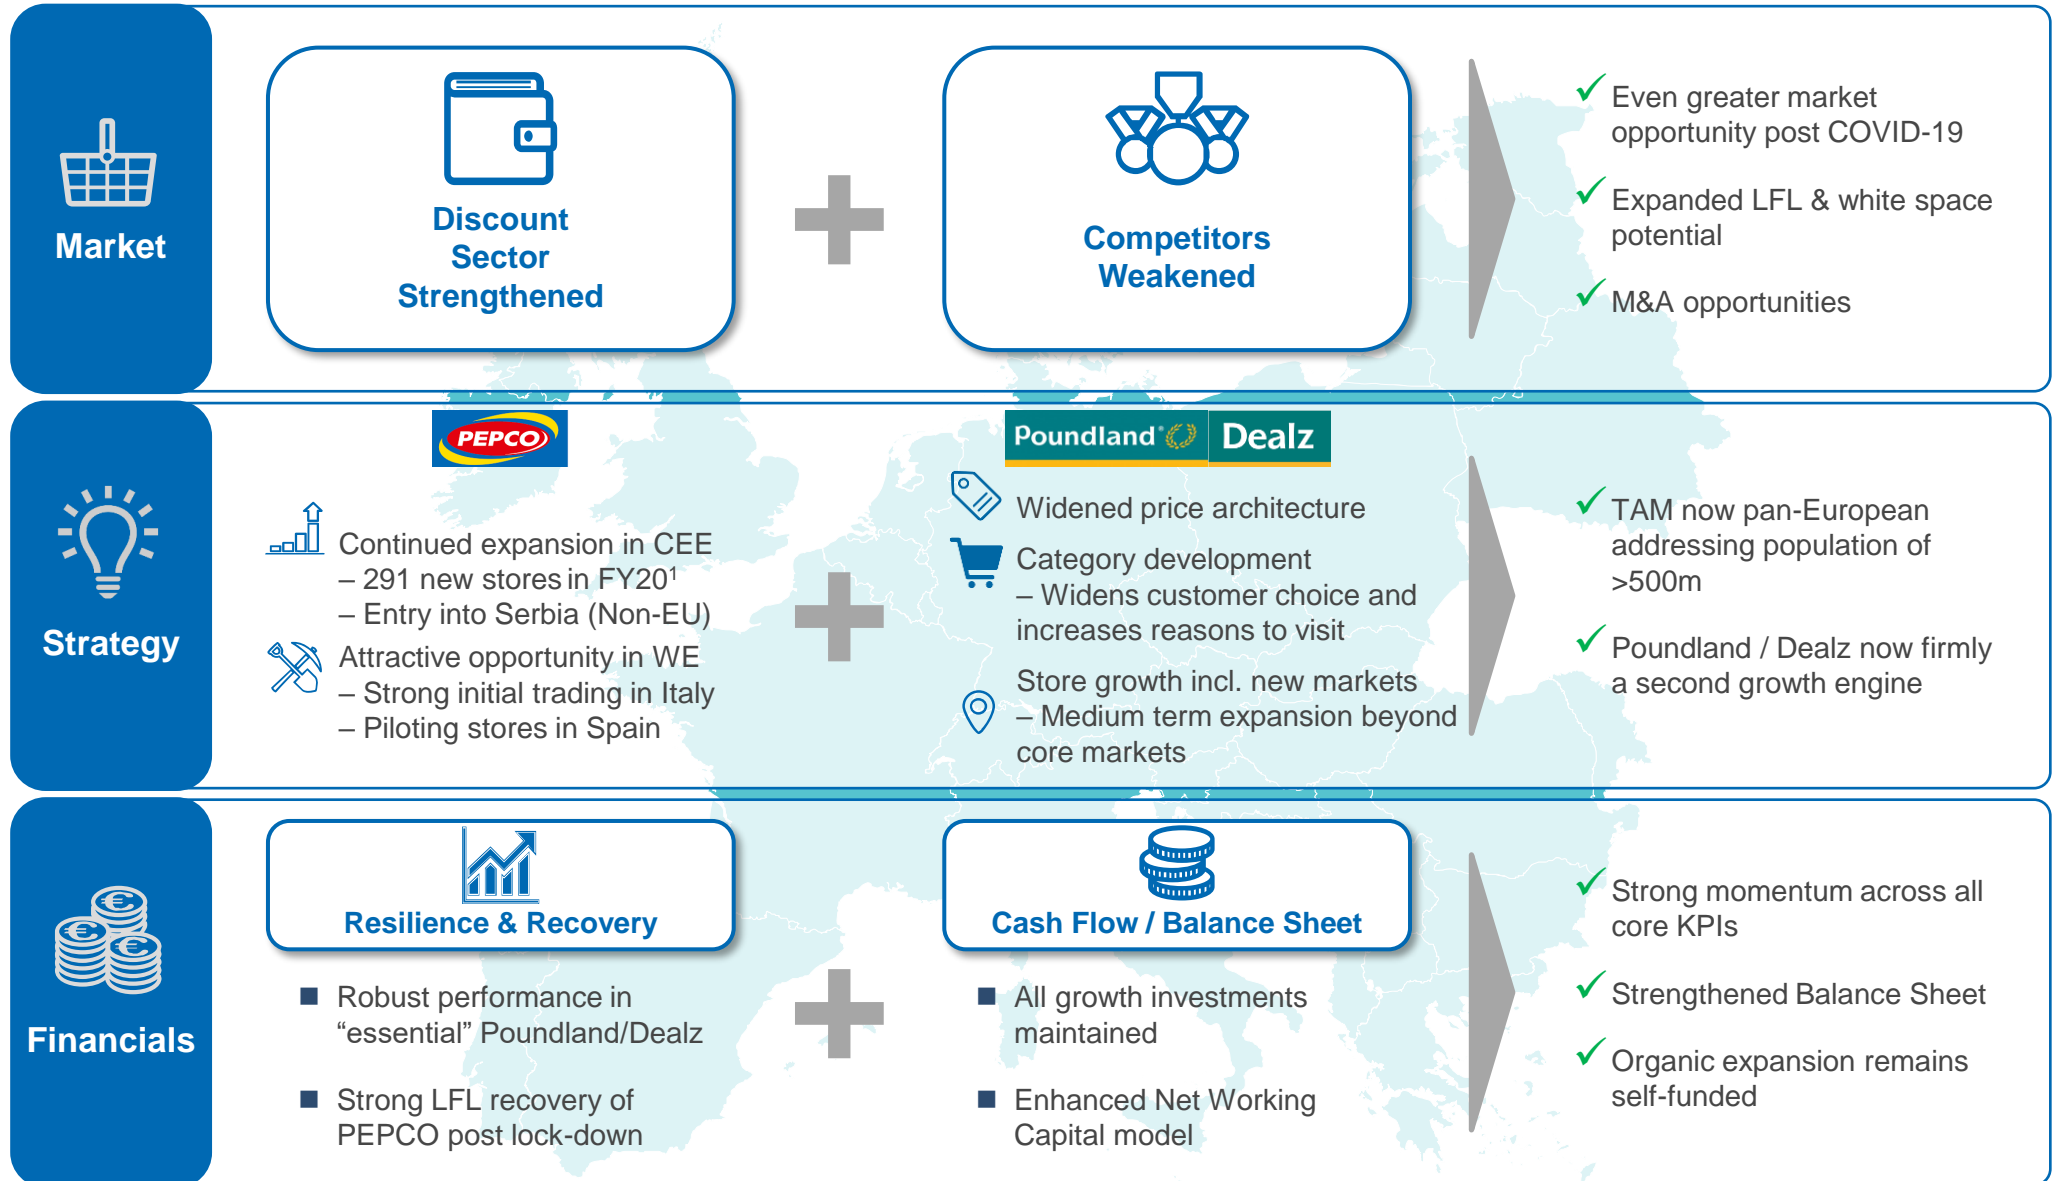 Market
Discount
Sector
Strengthened
Competitors
Weakened
Even greater market
opportunity post COVID-19
Expanded LFL & white space
potential
M&A opportunities
Strategy
PEPCO
Continued expansion in CEE
– 291 new stores in FY20¹
– Entry into Serbia (Non-EU)
Attractive opportunity in WE
– Strong initial trading in Italy
– Piloting stores in Spain
Poundland® Dealz
Widened price architecture
Category development
– Widens customer choice and
increases reasons to visit
Store growth incl. new markets
– Medium term expansion beyond
core markets
TAM now pan-European
addressing population of
>500m
Poundland / Dealz now firmly
a second growth engine
Financials
Resilience & Recovery
Robust performance in
“essential” Poundland/Dealz
Strong LFL recovery of
PEPCO post lock-down
Cash Flow / Balance Sheet
All growth investments
maintained
Enhanced Net Working
Capital model
Strong momentum across all
core KPIs
Strengthened Balance Sheet
Organic expansion remains
self-funded